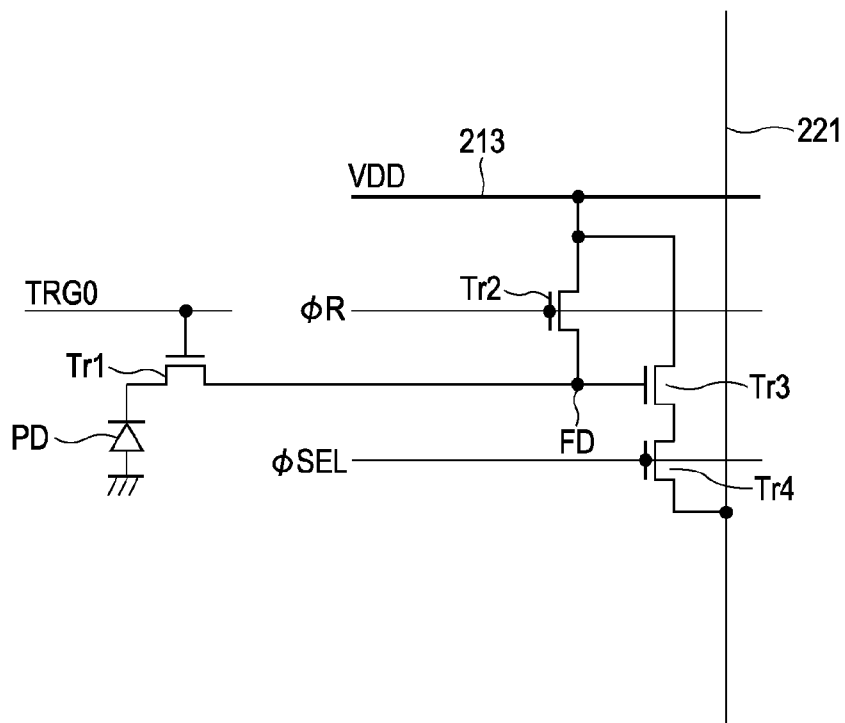 221
213
VDD
Tr2
TRG0
ϕR
Tr1
Tr3
PD
FD
ϕSEL
Tr4